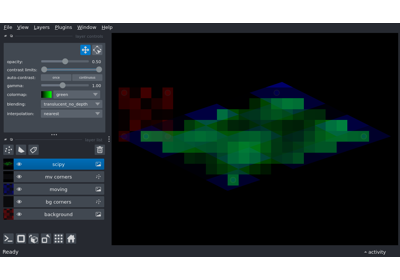 File View Layers Plugins Window Help
opacity: 0.50
contrast limits:
auto-contrast: once continuous
gamma: 1.00
colormap: green
blending: translucent_no_depth
interpolation: nearest
scipy
mv corners
moving
bg corners
background
Ready
activity